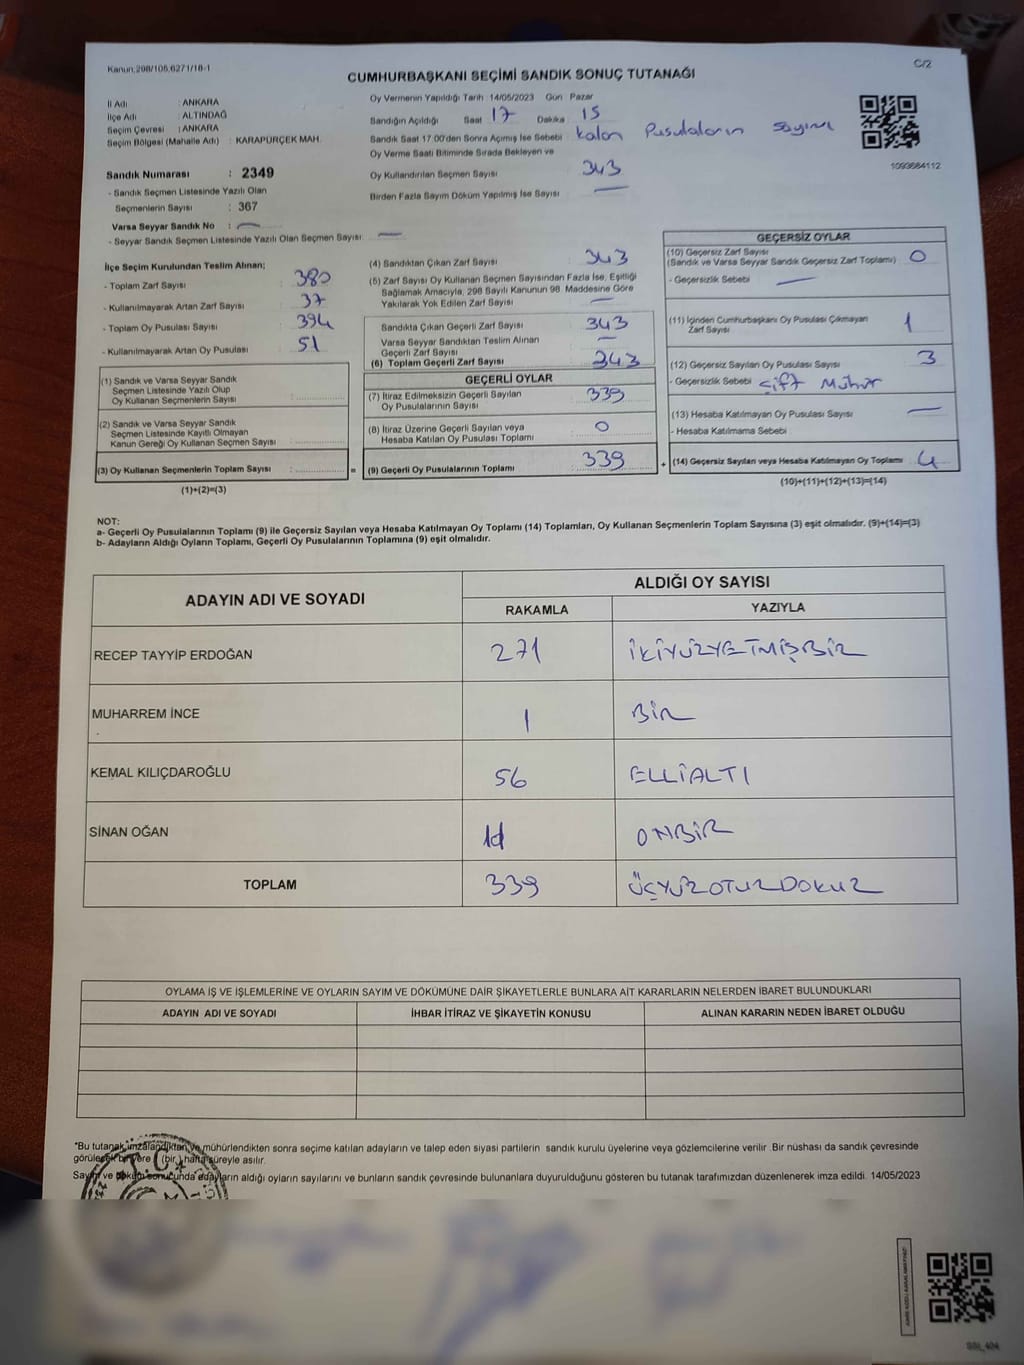 Kanun:298/105,6271/18-1
C/2
CUMHURBAŞKANI SEÇİMİ SANDIK SONUÇ TUTANAĞI
İl Adı : ANKARA
İlçe Adı : ALTINDAĞ
Seçim Çevresi : ANKARA
Seçim Bölgesi (Mahalle Adı) : KARAPÜRÇEK MAH.
Sandık Numarası : 2349
- Sandık Seçmen Listesinde Yazılı Olan
Seçmenlerin Sayısı : 367
Varsa Seyyar Sandık No : —
- Seyyar Sandık Seçmen Listesinde Yazılı Olan Seçmen Sayısı: —
Oy Vermenin Yapıldığı Tarih :14/05/2023 Gün Pazar
Sandığın Açıldığı Saat 17 Dakika 15
Sandık Saat 17.00'den Sonra Açılmış İse Sebebi : kalan Pusulaların Sayımı
Oy Verme Saati Bitiminde Sırada Bekleyen ve
Oy Kullandırılan Seçmen Sayısı 343
Birden Fazla Sayım Döküm Yapılmış İse Sayısı —
1093684112
İlçe Seçim Kurulundan Teslim Alınan;
- Toplam Zarf Sayısı : 380
- Kullanılmayarak Artan Zarf Sayısı : 37
- Toplam Oy Pusulası Sayısı : 394
- Kullanılmayarak Artan Oy Pusulası : 51
(1) Sandık ve Varsa Seyyar Sandık
Seçmen Listesinde Yazılı Olup
Oy Kullanan Seçmenlerin Sayısı :
(2) Sandık ve Varsa Seyyar Sandık
Seçmen Listesinde Kayıtlı Olmayan
Kanun Gereği Oy Kullanan Seçmen Sayısı :
(3) Oy Kullanan Seçmenlerin Toplam Sayısı :
(1)+(2)=(3)
(4) Sandıktan Çıkan Zarf Sayısı : 343
(5) Zarf Sayısı Oy Kullanan Seçmen Sayısından Fazla İse, Eşitliği
Sağlamak Amacıyla, 298 Sayılı Kanunun 98. Maddesine Göre
Yakılarak Yok Edilen Zarf Sayısı : —
Sandıkta Çıkan Geçerli Zarf Sayısı : 343
Varsa Seyyar Sandıktan Teslim Alınan
Geçerli Zarf Sayısı : —
(6) Toplam Geçerli Zarf Sayısı : 343
GEÇERLİ OYLAR
(7) İtiraz Edilmeksizin Geçerli Sayılan
Oy Pusulalarının Sayısı : 339
(8) İtiraz Üzerine Geçerli Sayılan veya
Hesaba Katılan Oy Pusulası Toplamı : 0
= (9) Geçerli Oy Pusulalarının Toplamı : 339 +
GEÇERSİZ OYLAR
(10) Geçersiz Zarf Sayısı
(Sandık ve Varsa Seyyar Sandık Geçersiz Zarf Toplamı) : 0
- Geçersizlik Sebebi : —
(11) İçinden Cumhurbaşkanı Oy Pusulası Çıkmayan
Zarf Sayısı : 1
(12) Geçersiz Sayılan Oy Pusulası Sayısı : 3
- Geçersizlik Sebebi : Çift Mühür
(13) Hesaba Katılmayan Oy Pusulası Sayısı : —
- Hesaba Katılmama Sebebi :
(14) Geçersiz Sayılan veya Hesaba Katılmayan Oy Toplamı : 4
(10)+(11)+(12)+(13)=(14)
NOT:
a- Geçerli Oy Pusulalarının Toplamı (9) ile Geçersiz Sayılan veya Hesaba Katılmayan Oy Toplamı (14) Toplamları, Oy Kullanan Seçmenlerin Toplam Sayısına (3) eşit olmalıdır. (9)+(14)=(3)
b- Adayların Aldığı Oyların Toplamı, Geçerli Oy Pusulalarının Toplamına (9) eşit olmalıdır.
ADAYIN ADI VE SOYADI ALDIĞI OY SAYISI
RAKAMLA YAZIYLA
RECEP TAYYİP ERDOĞAN 271 İKİYÜZYETMİŞBİR
MUHARREM İNCE 1 BİR
KEMAL KILIÇDAROĞLU 56 ELLİALTI
SİNAN OĞAN 11 ONBİR
TOPLAM 339 ÜÇYÜZOTUZDOKUZ
OYLAMA İŞ VE İŞLEMLERİNE VE OYLARIN SAYIM VE DÖKÜMÜNE DAİR ŞİKAYETLERLE BUNLARA AİT KARARLARIN NELERDEN İBARET BULUNDUKLARI
ADAYIN ADI VE SOYADI İHBAR İTİRAZ VE ŞİKAYETİN KONUSU ALINAN KARARIN NEDEN İBARET OLDUĞU
*Bu tutanak imzalandıktan ve mühürlendikten sonra seçime katılan adayların ve talep eden siyasi partilerin sandık kurulu üyelerine veya gözlemcilerine verilir. Bir nüshası da sandık çevresinde
görülecek bir yere (bir) hafta süreyle asılır.
Sayım ve döküm sonucunda adayların aldığı oyların sayılarını ve bunların sandık çevresinde bulunanlara duyurulduğunu gösteren bu tutanak tarafımızdan düzenlenerek imza edildi. 14/05/2023
T.C.